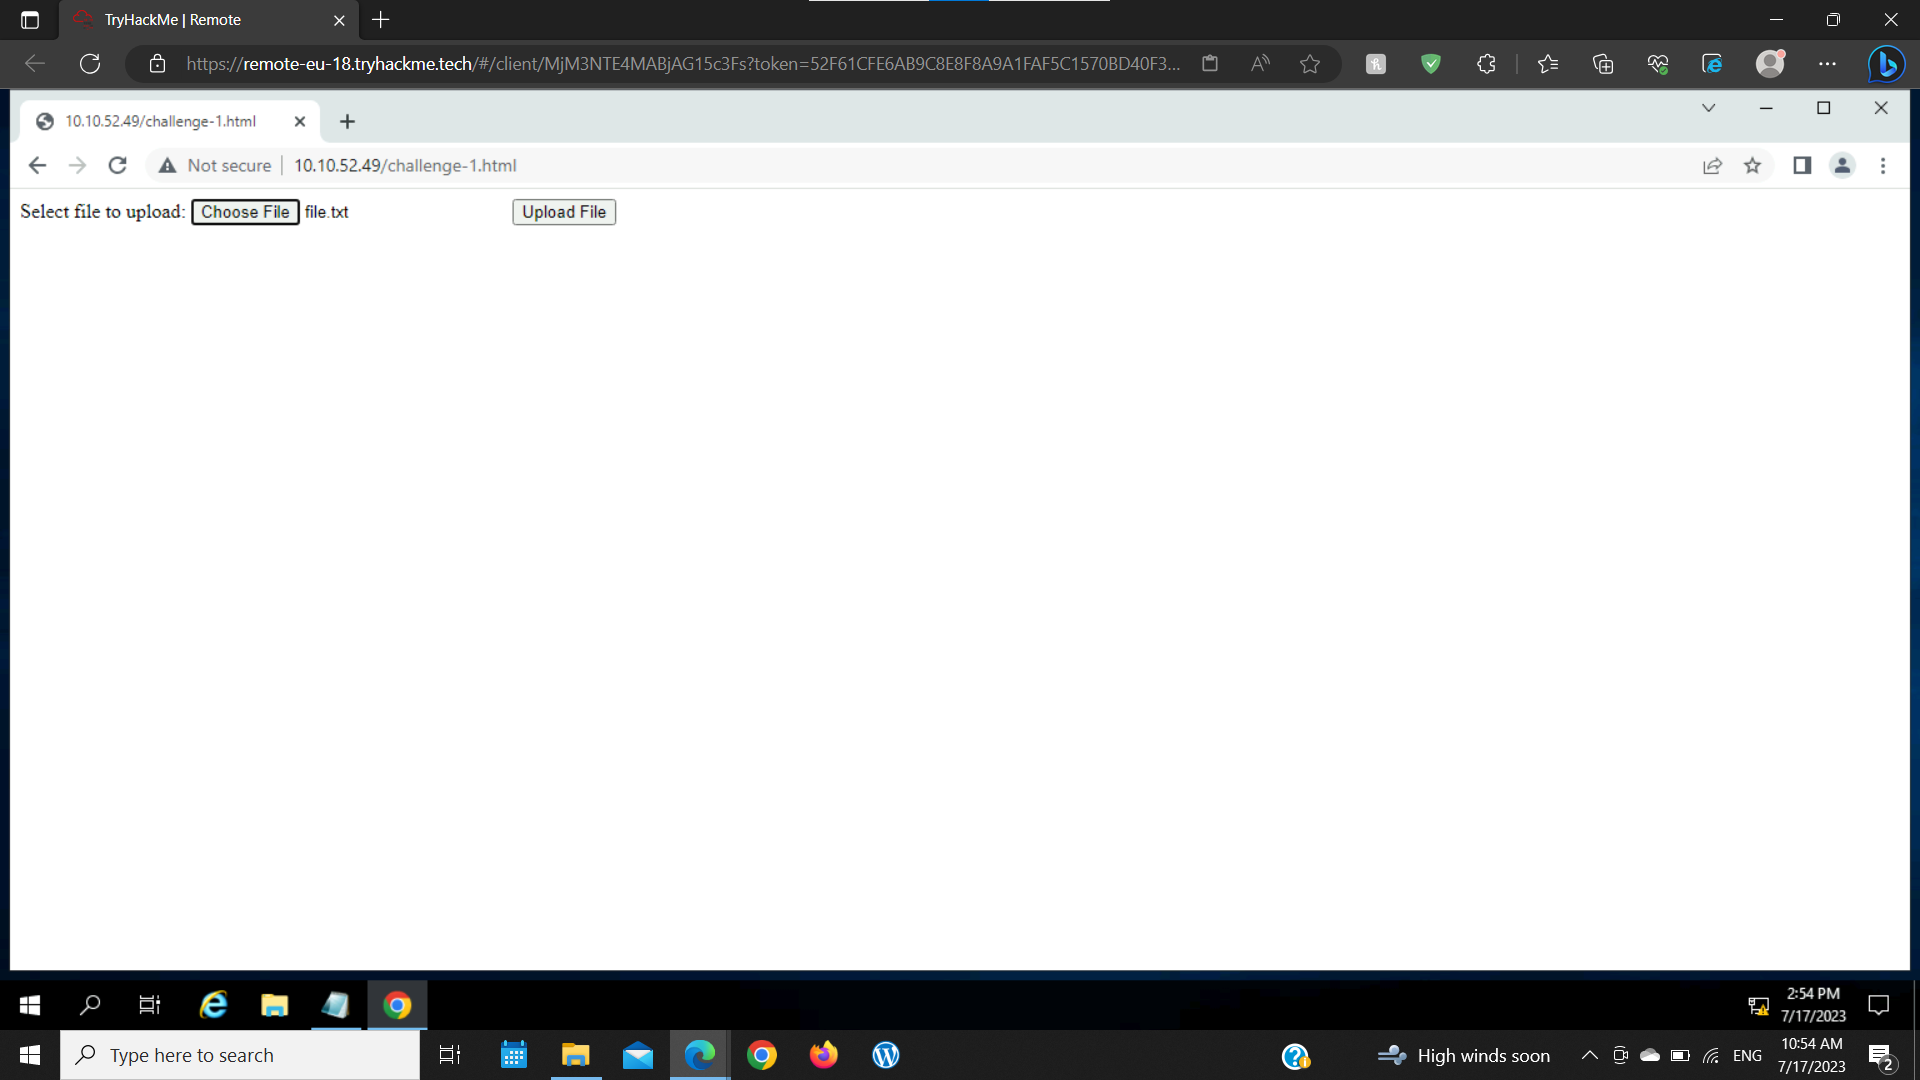 TryHackMe | Remote
https://remote-eu-18.tryhackme.tech/#/client/MjM3NTE4MABjAG15c3Fs?token=52F61CFE6AB9C8E8F8A9A1FAF5C1570BD40F3...
10.10.52.49/challenge-1.html
Not secure 10.10.52.49/challenge-1.html
Select file to upload: Choose File file.txt Upload File
2:54 PM
7/17/2023
Type here to search
High winds soon
ENG
10:54 AM
7/17/2023
2